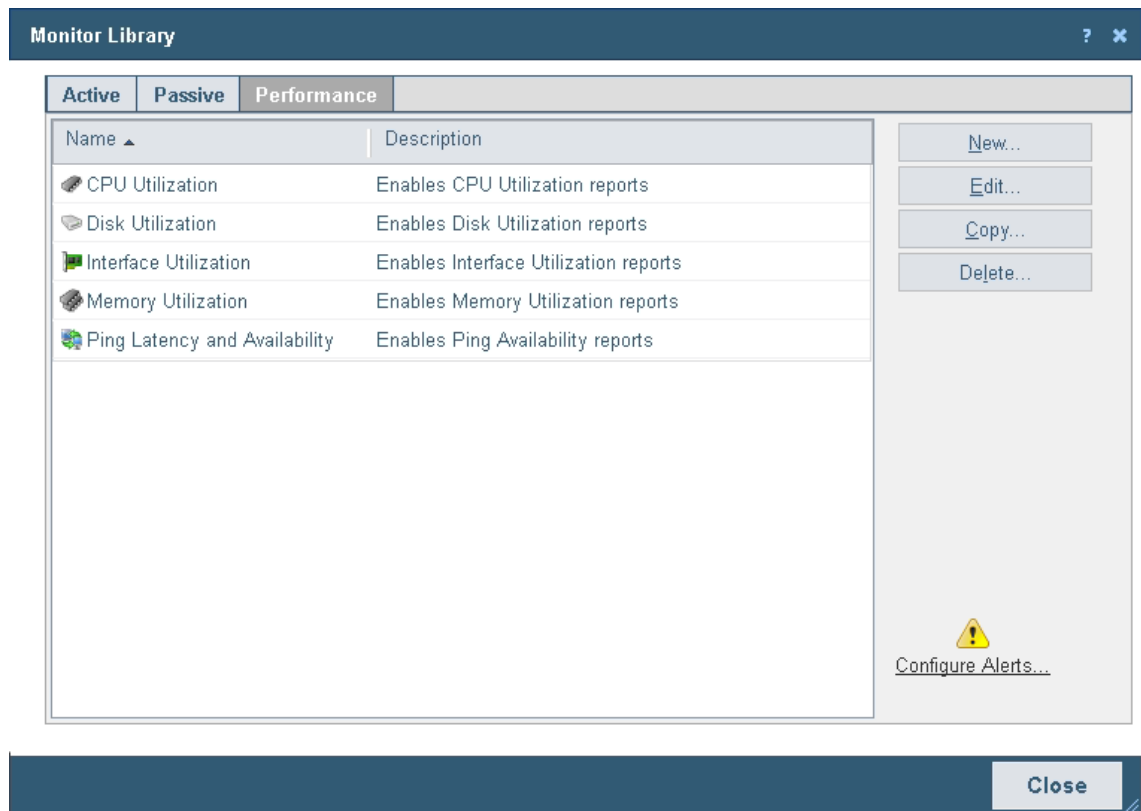 Monitor Library ? ×
Active Passive Performance
Name Description
CPU Utilization Enables CPU Utilization reports
Disk Utilization Enables Disk Utilization reports
Interface Utilization Enables Interface Utilization reports
Memory Utilization Enables Memory Utilization reports
Ping Latency and Availability Enables Ping Availability reports
New...
Edit...
Copy...
Delete...
Configure Alerts...
Close